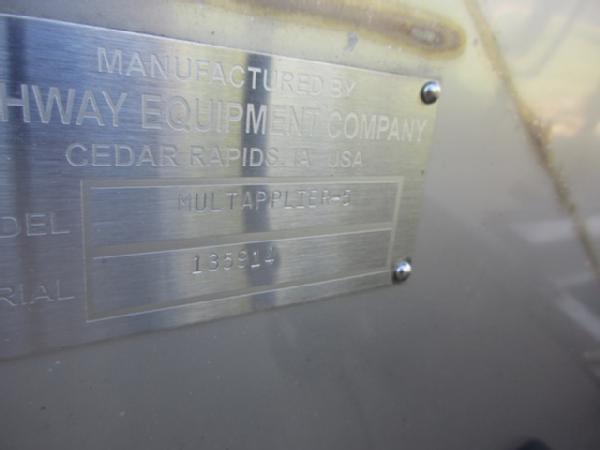 MANUFACTURED BY
HWAY EQUIPMENT COMPANY
CEDAR RAPIDS, IA USA
DEL MULTAPPLIER-D
RIAL 135914